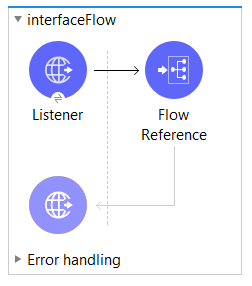 interfaceFlow
Listener
Flow
Reference
Error handling